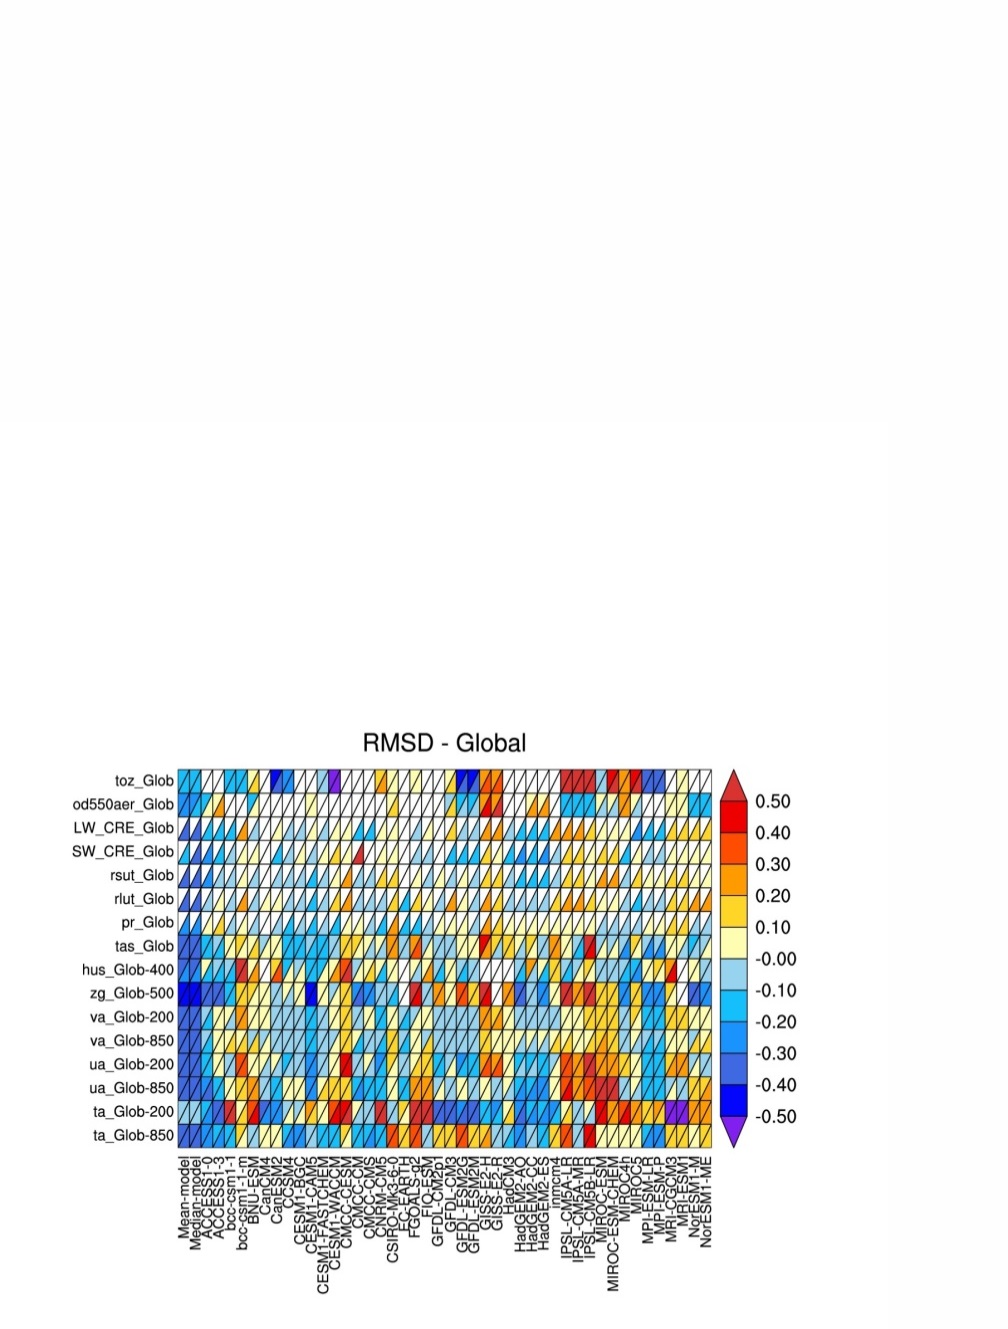 RMSD - Global
toz_Glob
od550aer_Glob
LW_CRE_Glob
SW_CRE_Glob
rsut_Glob
rlut_Glob
pr_Glob
tas_Glob
hus_Glob-400
zg_Glob-500
va_Glob-200
va_Glob-850
ua_Glob-200
ua_Glob-850
ta_Glob-200
ta_Glob-850
0.50
0.40
0.30
0.20
0.10
-0.00
-0.10
-0.20
-0.30
-0.40
-0.50
Mean-model
Median-model
ACCESS1-0
ACCESS1-3
bcc-csm1-1
bcc-csm1-1-m
BNU-ESM
CanCM4
CanESM2
CCSM4
CESM1-BGC
CESM1-CAM5
CESM1-FASTCHEM
CESM1-WACCM
CMCC-CESM
CMCC-CM
CMCC-CMS
CNRM-CM5
CSIRO-Mk3-6-0
EC-EARTH
FGOALS-g2
FIO-ESM
GFDL-CM2p1
GFDL-CM3
GFDL-ESM2G
GFDL-ESM2M
GISS-E2-H
GISS-E2-R
HadCM3
HadGEM2-AO
HadGEM2-CC
HadGEM2-ES
inmcm4
IPSL-CM5A-LR
IPSL-CM5A-MR
IPSL-CM5B-LR
MIROC-ESM
MIROC-ESM-CHEM
MIROC4h
MIROC5
MPI-ESM-LR
MPI-ESM-P
MRI-CGCM3
MRI-ESM1
NorESM1-M
NorESM1-ME